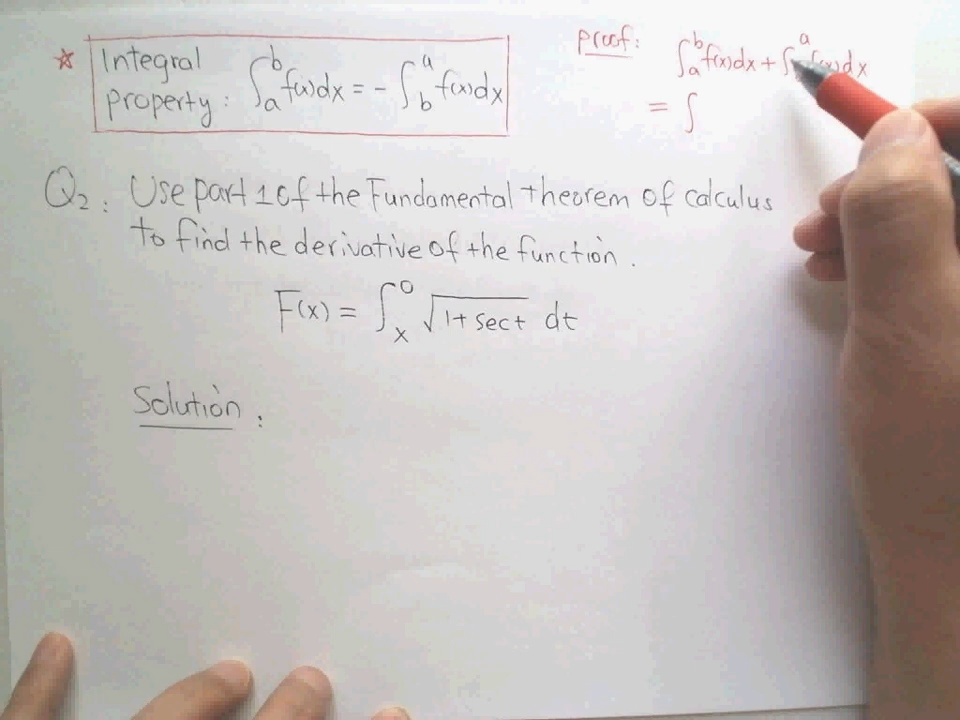 ☆ Integral property: ∫_a^b f(x)dx = - ∫_b^a f(x)dx
Proof: ∫_a^b f(x)dx + ∫^a f(x)dx
= ∫
Q2: Use part 1 of the Fundamental theorem of calculus
to find the derivative of the function.
F(x) = ∫_x^0 √(1+ sec t) dt
Solution: